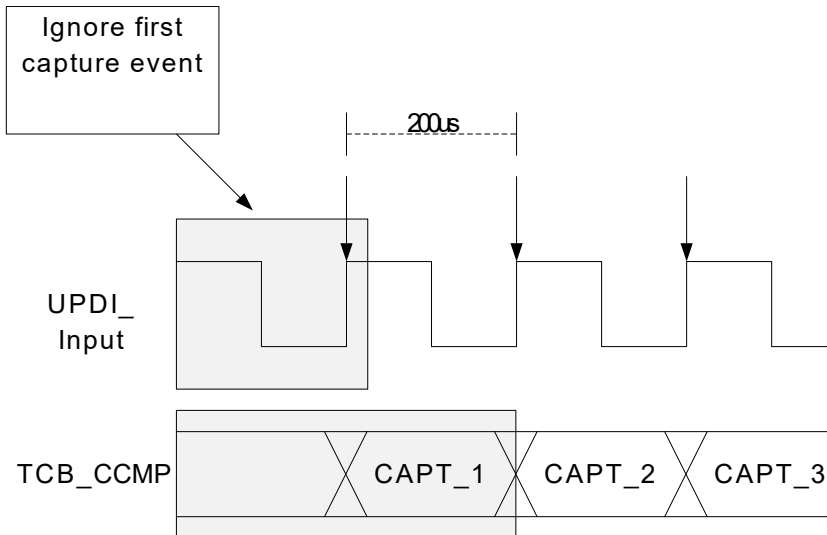 Ignore first
capture event
200us
UPDI_
Input
TCB_CCMP
CAPT_1
CAPT_2
CAPT_3